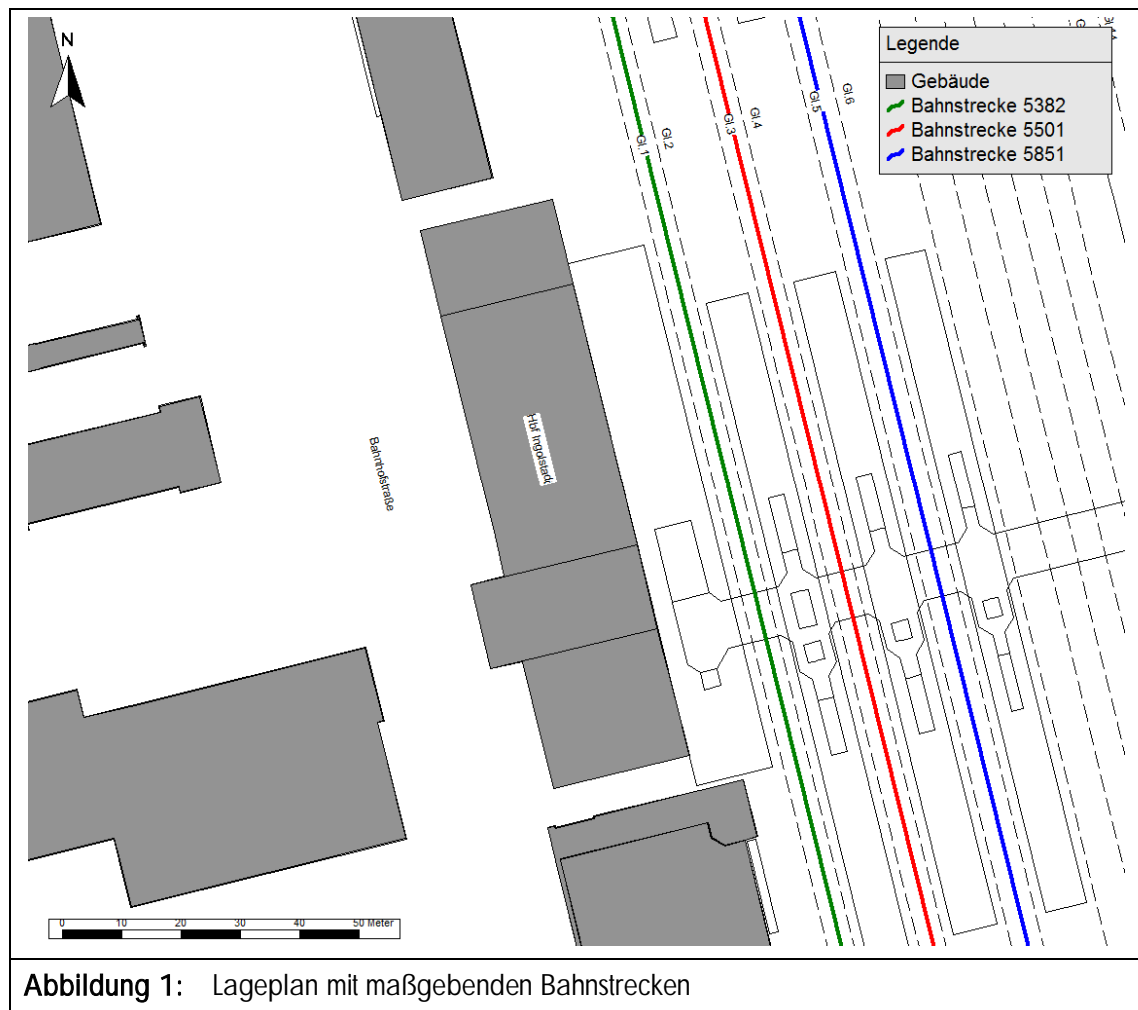 N
Legende
Gebäude
Bahnstrecke 5382
Bahnstrecke 5501
Bahnstrecke 5851
Gl.1
Gl.2
Gl.3
Gl.4
Gl.5
Gl.6
Bahnhofstraße
Hbf Ingolstadt
0 10 20 30 40 50 Meter
Abbildung 1: Lageplan mit maßgebenden Bahnstrecken